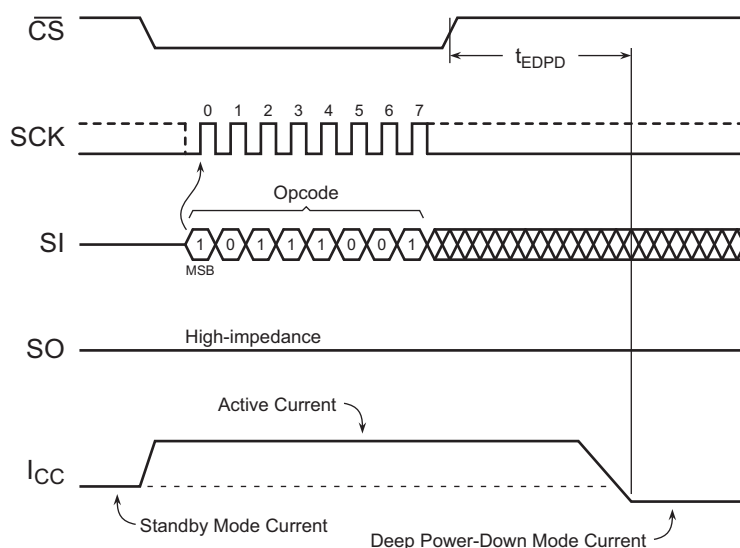 CS
tEDPD
0 1 2 3 4 5 6 7
SCK
Opcode
SI
1 0 1 1 1 0 0 1
MSB
High-impedance
SO
Active Current
ICC
Standby Mode Current
Deep Power-Down Mode Current